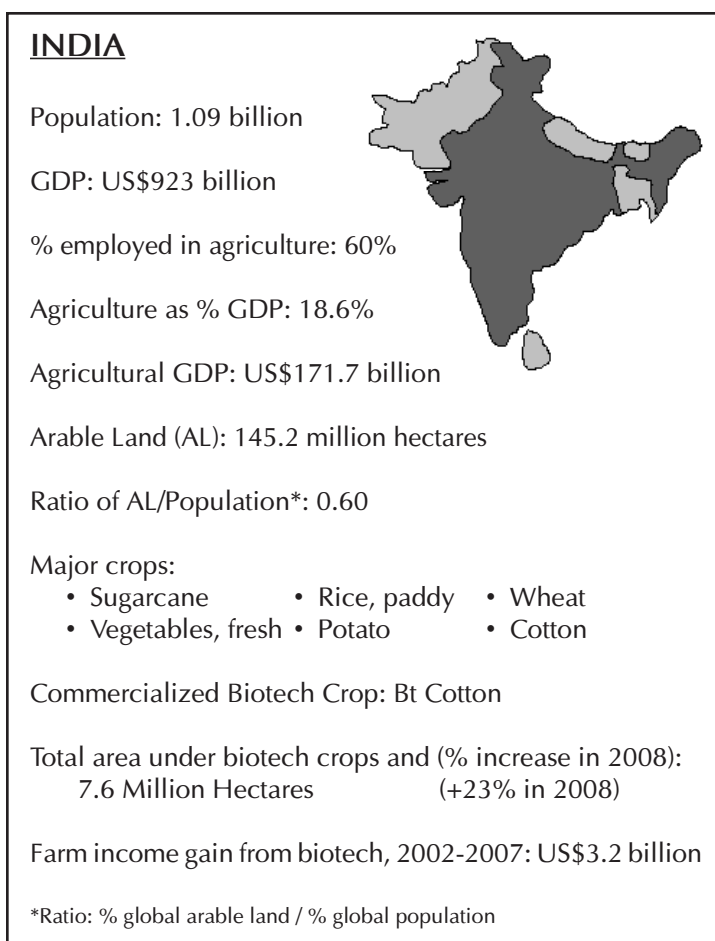 INDIA
Population: 1.09 billion
GDP: US$923 billion
% employed in agriculture: 60%
Agriculture as % GDP: 18.6%
Agricultural GDP: US$171.7 billion
Arable Land (AL): 145.2 million hectares
Ratio of AL/Population*: 0.60
Major crops:
• Sugarcane • Rice, paddy • Wheat
• Vegetables, fresh • Potato • Cotton
Commercialized Biotech Crop: Bt Cotton
Total area under biotech crops and (% increase in 2008):
7.6 Million Hectares (+23% in 2008)
Farm income gain from biotech, 2002-2007: US$3.2 billion
*Ratio: % global arable land / % global population